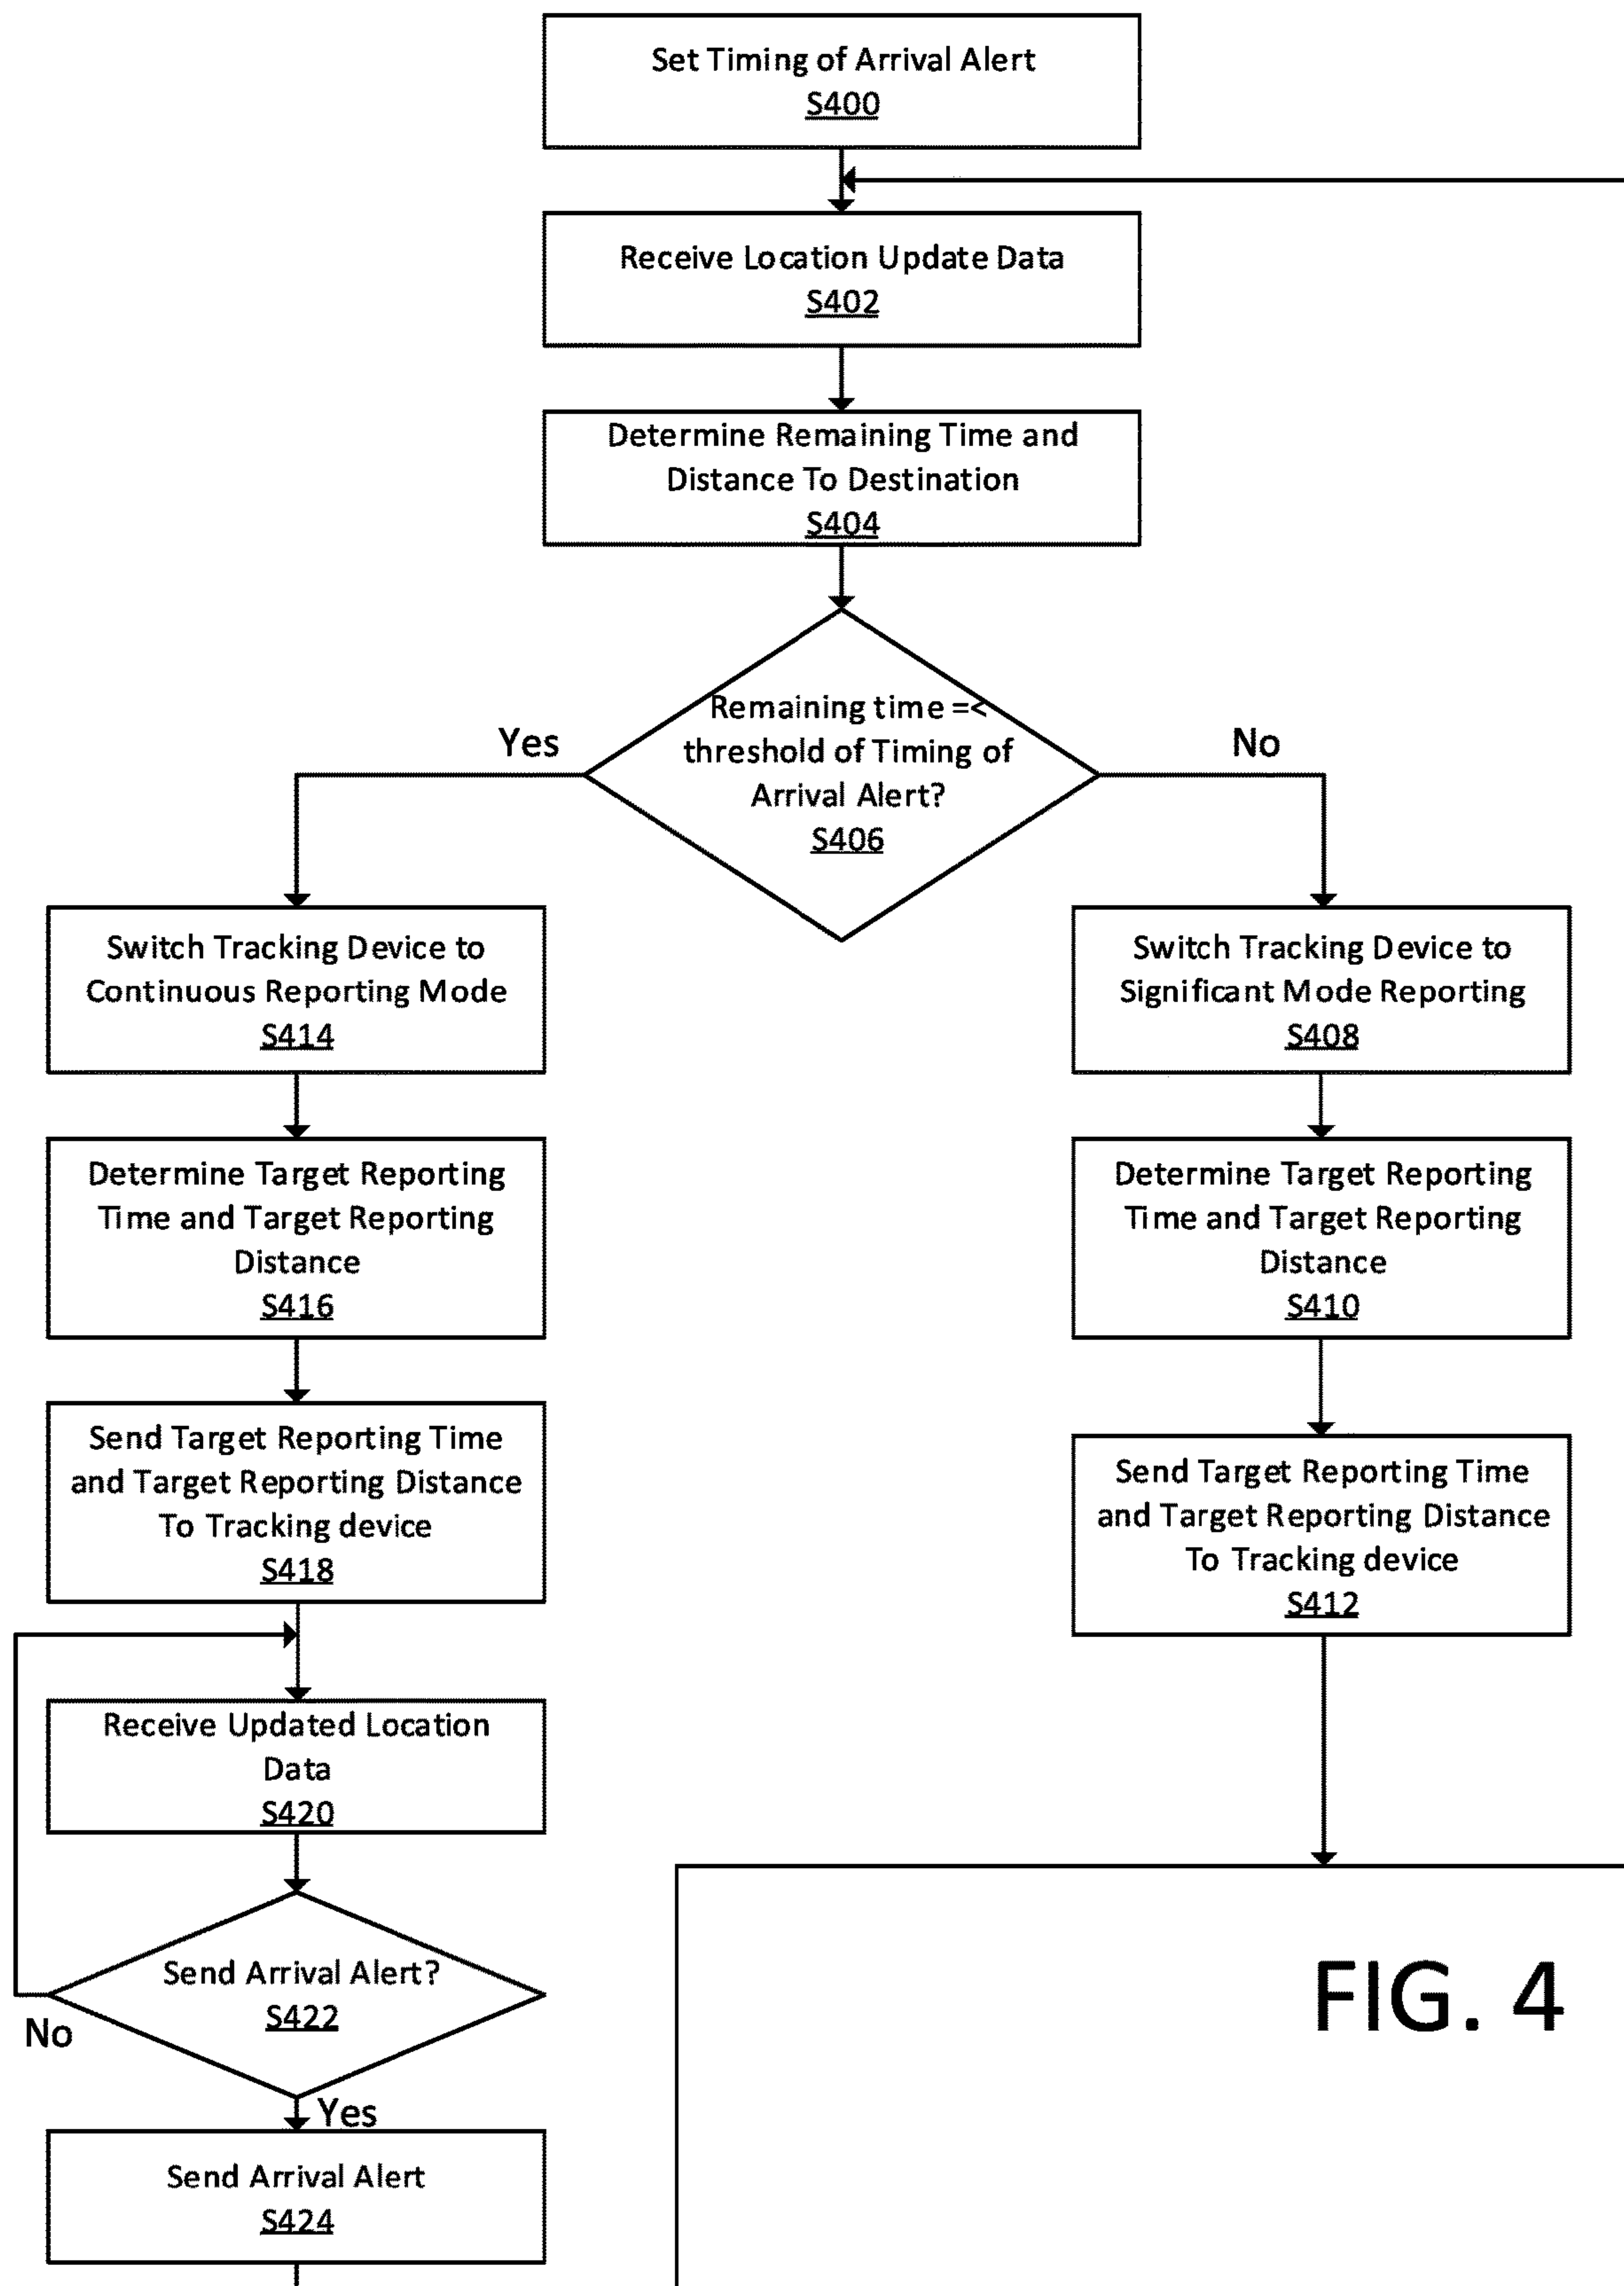 Set Timing of Arrival Alert
S400
Receive Location Update Data
S402
Determine Remaining Time and
Distance To Destination
S404
Remaining time =<
threshold of Timing of
Arrival Alert?
S406
Yes
No
Switch Tracking Device to
Continuous Reporting Mode
S414
Determine Target Reporting
Time and Target Reporting
Distance
S416
Send Target Reporting Time
and Target Reporting Distance
To Tracking device
S418
Receive Updated Location
Data
S420
Send Arrival Alert?
S422
No
Yes
Send Arrival Alert
S424
Switch Tracking Device to
Significant Mode Reporting
S408
Determine Target Reporting
Time and Target Reporting
Distance
S410
Send Target Reporting Time
and Target Reporting Distance
To Tracking device
S412
FIG. 4